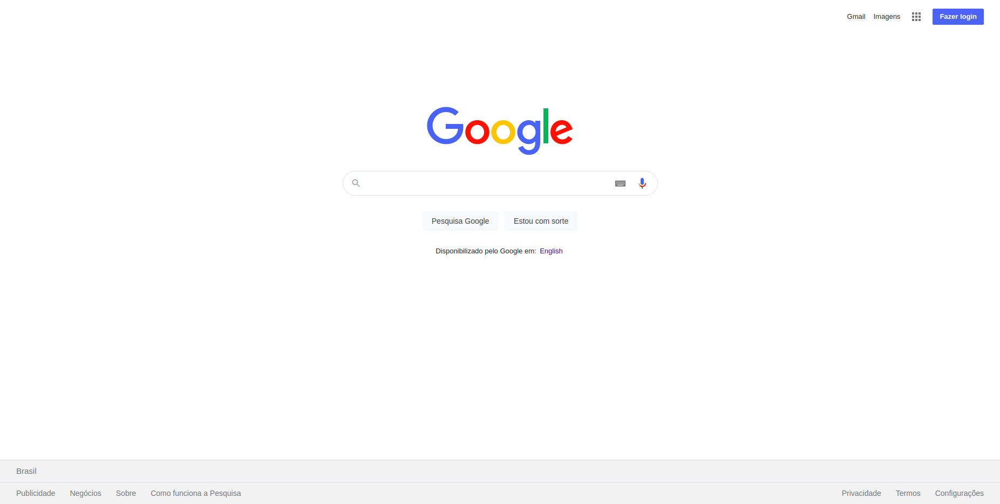 Gmail Imagens Fazer login
Google
Pesquisa Google Estou com sorte
Disponibilizado pelo Google em: English
Brasil
Publicidade Negócios Sobre Como funciona a Pesquisa Privacidade Termos Configurações